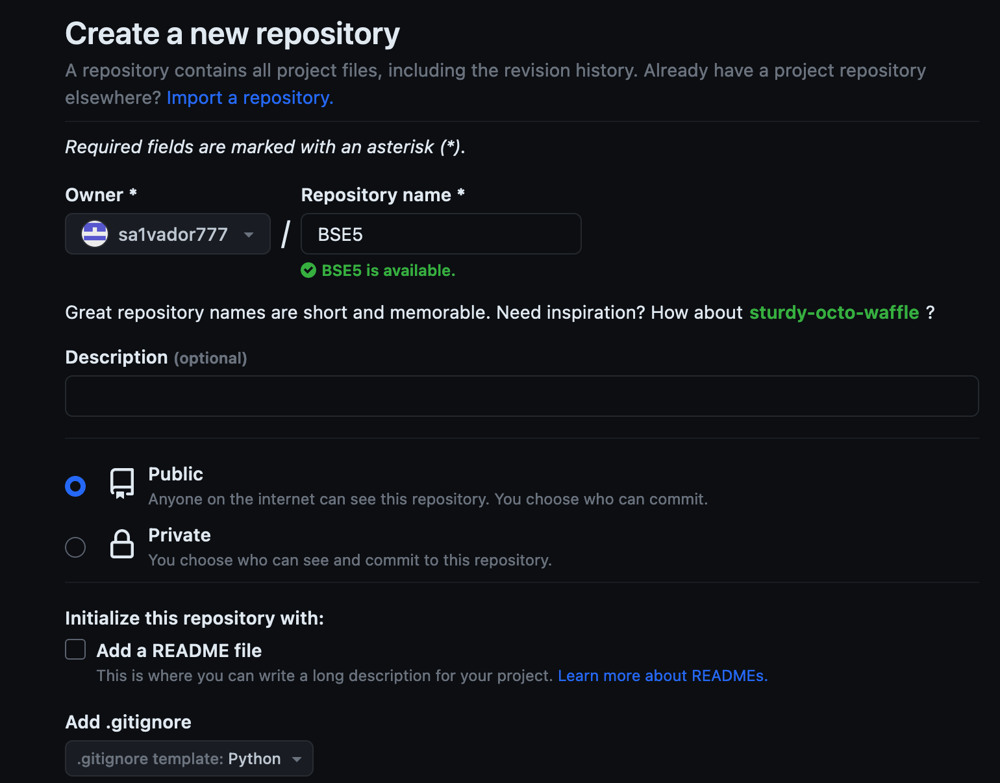 Create a new repository
A repository contains all project files, including the revision history. Already have a project repository
elsewhere? Import a repository.
Required fields are marked with an asterisk (*).
Owner * Repository name *
sa1vador777 / BSE5
BSE5 is available.
Great repository names are short and memorable. Need inspiration? How about sturdy-octo-waffle ?
Description (optional)
Public
Anyone on the internet can see this repository. You choose who can commit.
Private
You choose who can see and commit to this repository.
Initialize this repository with:
Add a README file
This is where you can write a long description for your project. Learn more about READMEs.
Add .gitignore
.gitignore template: Python